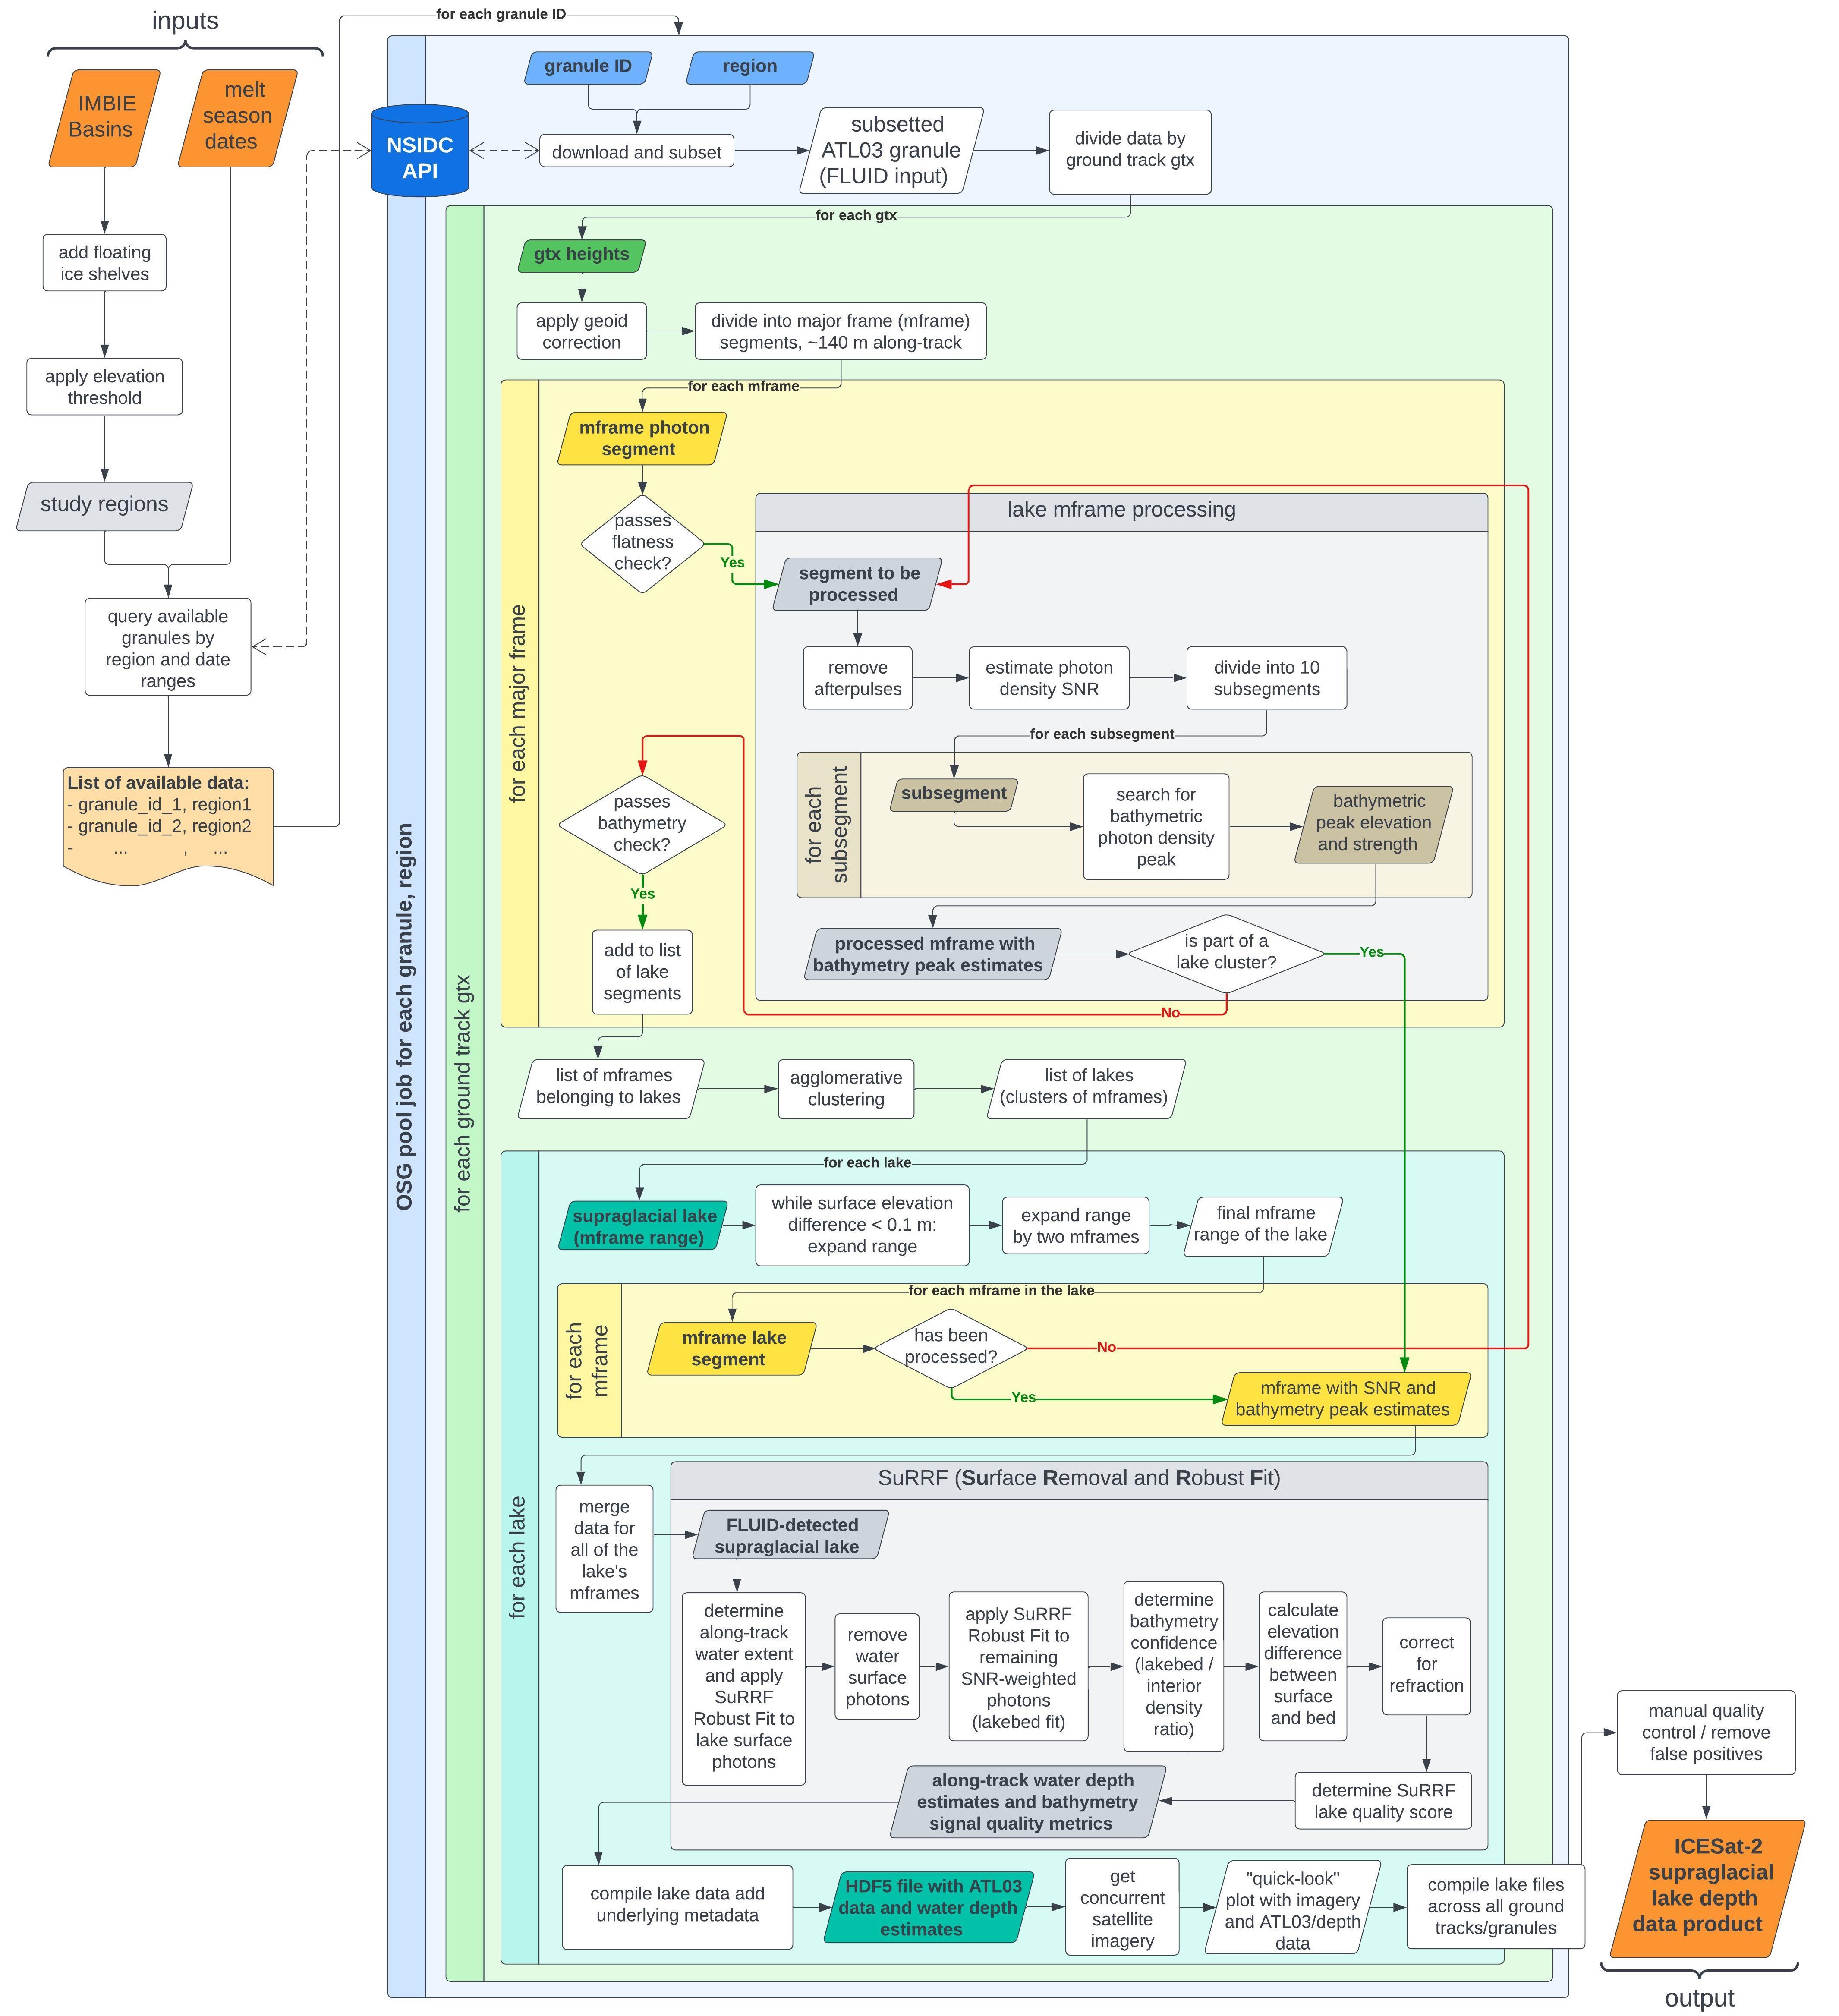 inputs
IMBIE
Basins
melt
season
dates
add floating
ice shelves
apply elevation
threshold
study regions
query available
granules by
region and date
ranges
List of available data:
- granule_id_1, region1
- granule_id_2, region2
- ... , ...
for each granule ID
OSG pool job for each granule, region
NSIDC
API
granule ID
region
download and subset
subsetted
ATL03 granule
(FLUID input)
divide data by
ground track gtx
for each ground track gtx
for each gtx
gtx heights
apply geoid
correction
divide into major frame (mframe)
segments, ~140 m along-track
for each major frame
for each mframe
mframe photon
segment
passes
flatness
check?
Yes
lake mframe processing
segment to be
processed
remove
afterpulses
estimate photon
density SNR
divide into 10
subsegments
for each subsegment
for each
subsegment
subsegment
search for
bathymetric
photon density
peak
bathymetric
peak elevation
and strength
processed mframe with
bathymetry peak estimates
is part of a
lake cluster?
Yes
No
passes
bathymetry
check?
Yes
add to list
of lake
segments
list of mframes
belonging to lakes
agglomerative
clustering
list of lakes
(clusters of mframes)
for each lake
for each lake
supraglacial lake
(mframe range)
while surface elevation
difference < 0.1 m:
expand range
expand range
by two mframes
final mframe
range of the lake
for each mframe in the lake
for each
mframe
mframe lake
segment
has been
processed?
No
Yes
mframe with SNR and
bathymetry peak estimates
merge
data for
all of the
lake's
mframes
SuRRF (Surface Removal and Robust Fit)
FLUID-detected
supraglacial lake
determine
along-track
water extent
and apply
SuRRF
Robust Fit to
lake surface
photons
remove
water
surface
photons
apply SuRRF
Robust Fit to
remaining
SNR-weighted
photons
(lakebed fit)
determine
bathymetry
confidence
(lakebed /
interior
density
ratio)
calculate
elevation
difference
between
surface
and bed
correct
for
refraction
determine SuRRF
lake quality score
along-track water depth
estimates and bathymetry
signal quality metrics
compile lake data add
underlying metadata
HDF5 file with ATL03
data and water depth
estimates
get
concurrent
satellite
imagery
"quick-look"
plot with imagery
and ATL03/depth
data
compile lake files
across all ground
tracks/granules
manual quality
control / remove
false positives
ICESat-2
supraglacial
lake depth
data product
output